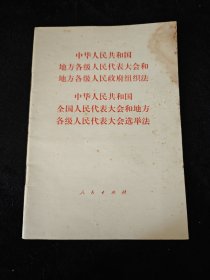 中华人民共和国
地方各级人民代表大会和
地方各级人民政府组织法
中华人民共和国
全国人民代表大会和地方
各级人民代表大会选举法
人民出版社